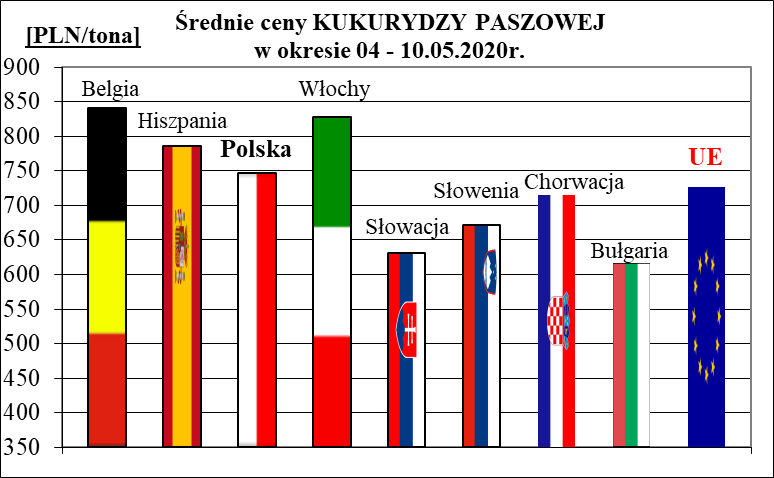 Średnie ceny KUKURYDZY PASZOWEJ
w okresie 04 - 10.05.2020r.
[PLN/tona]
900
850
800
750
700
650
600
550
500
450
400
350
Belgia
Hiszpania
Polska
Włochy
Słowacja
Słowenia
Chorwacja
Bułgaria
UE